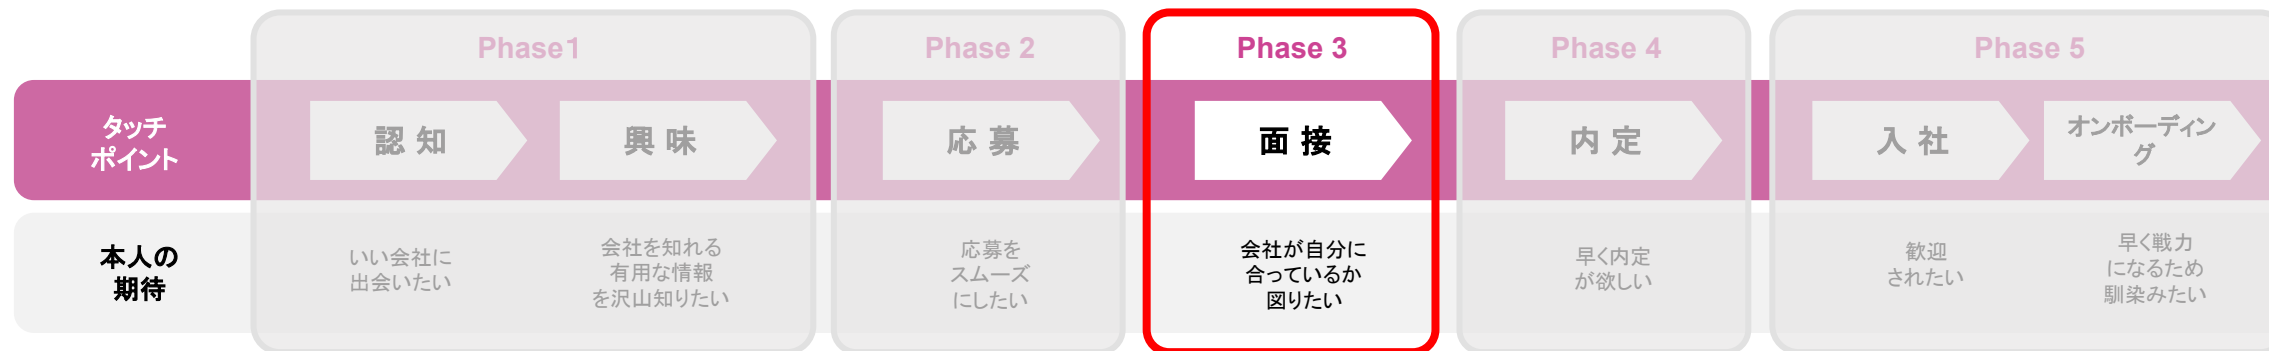 Phase1
Phase 2
Phase 3
Phase 4
Phase 5
タッチ
ポイント
認 知
興 味
応 募
面 接
内 定
入 社
オンボーディン
グ
本人の
期待
いい会社に
出会いたい
会社を知れる
有用な情報
を沢山知りたい
応募を
スムーズ
にしたい
会社が自分に
合っているか
図りたい
早く内定
が欲しい
歓迎
されたい
早く戦力
になるため
馴染みたい